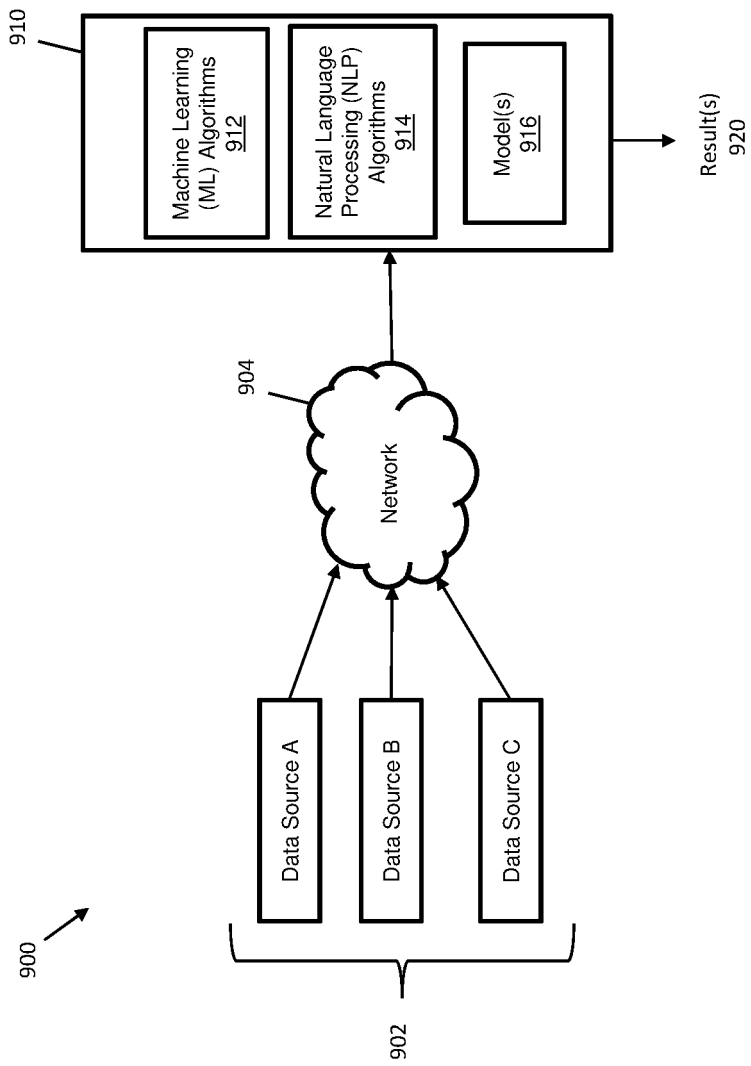 900
902
Data Source A
Data Source B
Data Source C
904
Network
910
Machine Learning
(ML) Algorithms
912
Natural Language
Processing (NLP)
Algorithms
914
Model(s)
916
Result(s)
920